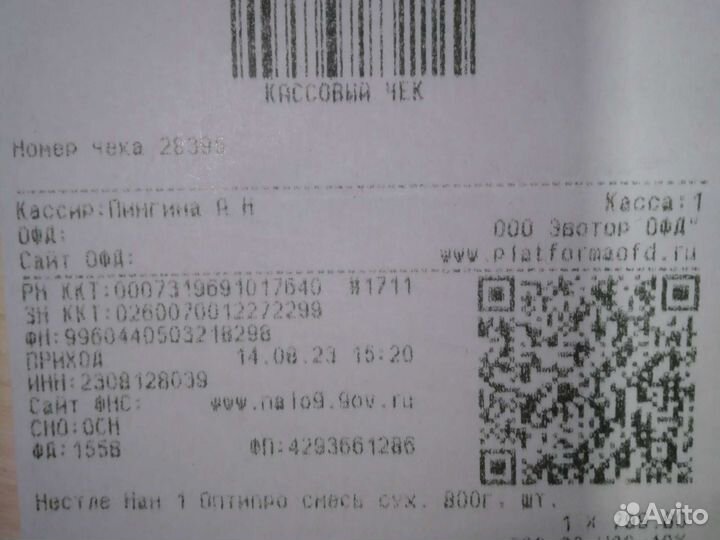 КАССОВЫЙ ЧЕК
Номер чека 28395
Кассир:Пингина А Н Касса:1
ОФД: ООО Эвотор ОФД"
Сайт ОФД: www.platformaofd.ru
РН ККТ:0007319691017640 #1711
ЗН ККТ:0260070012272299
ФН:9960440503218298
ПРИХОД 14.08.23 15:20
ИНН:2308128039
Сайт ФНС: www.nalog.gov.ru
СНО:ОСН
ФД:1558 ФП:4293661286
Нестле Нан 1 Оптипро смесь сух. 800г. шт.
1 x
Avito